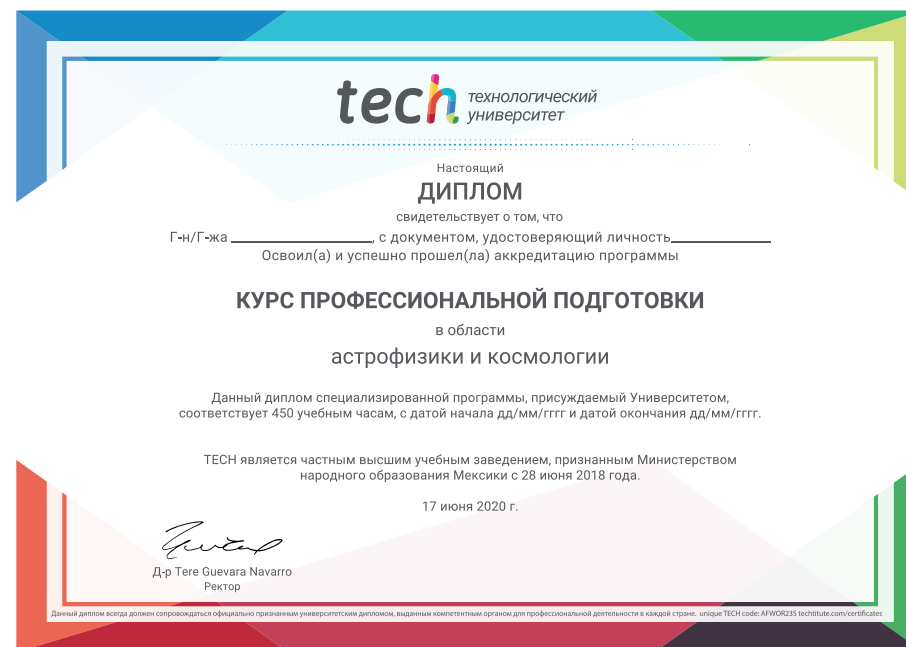 tech технологический
университет
Настоящий
ДИПЛОМ
свидетельствует о том, что
Г-н/Г-жа ____________________, с документом, удостоверяющий личность______________
Освоил(а) и успешно прошел(ла) аккредитацию программы
КУРС ПРОФЕССИОНАЛЬНОЙ ПОДГОТОВКИ
в области
астрофизики и космологии
Данный диплом специализированной программы, присуждаемый Университетом,
соответствует 450 учебным часам, с датой начала дд/мм/гггг и датой окончания дд/мм/гггг.
TECH является частным высшим учебным заведением, признанным Министерством
народного образования Мексики с 28 июня 2018 года.
17 июня 2020 г.
Д-р Tere Guevara Navarro
Ректор
Данный диплом всегда должен сопровождаться официально признанным университетским дипломом, выданным компетентным органом для профессиональной деятельности в каждой стране. unique TECH code: AFWOR23S techtitute.com/certificates